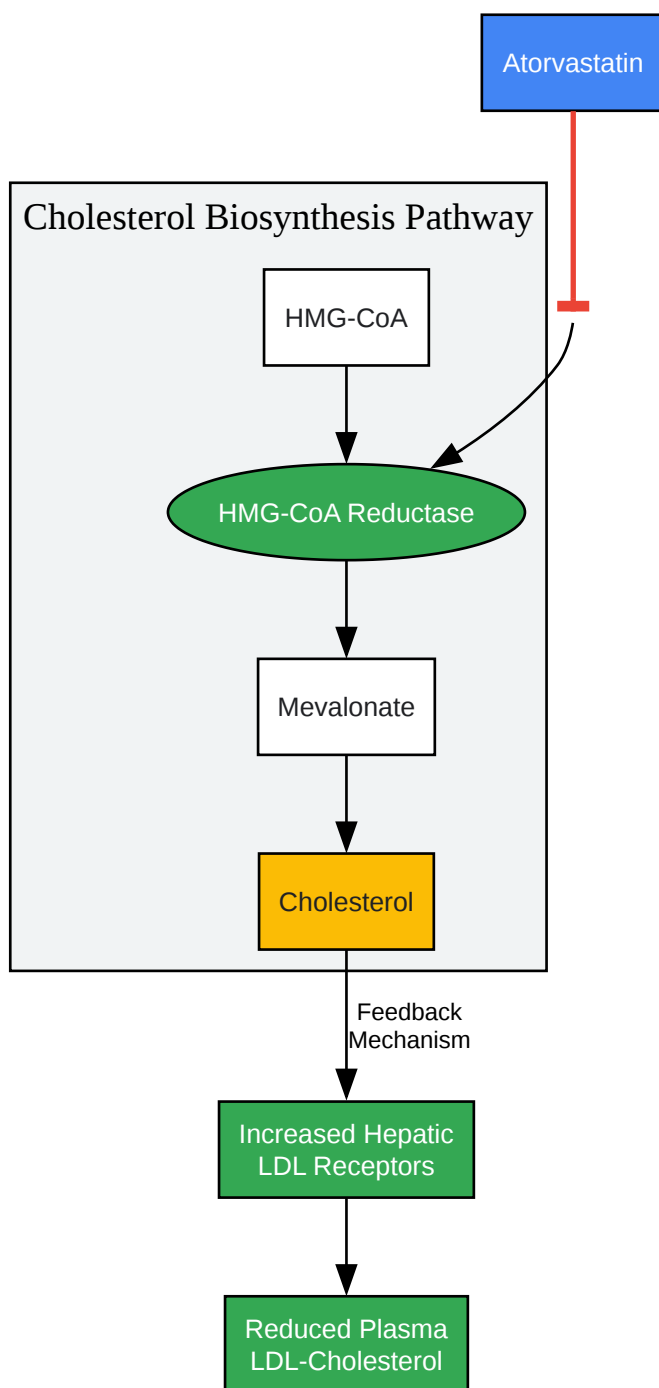 Atorvastatin
Cholesterol Biosynthesis Pathway
HMG-CoA
HMG-CoA Reductase
Mevalonate
Cholesterol
Feedback
Mechanism
Increased Hepatic
LDL Receptors
Reduced Plasma
LDL-Cholesterol